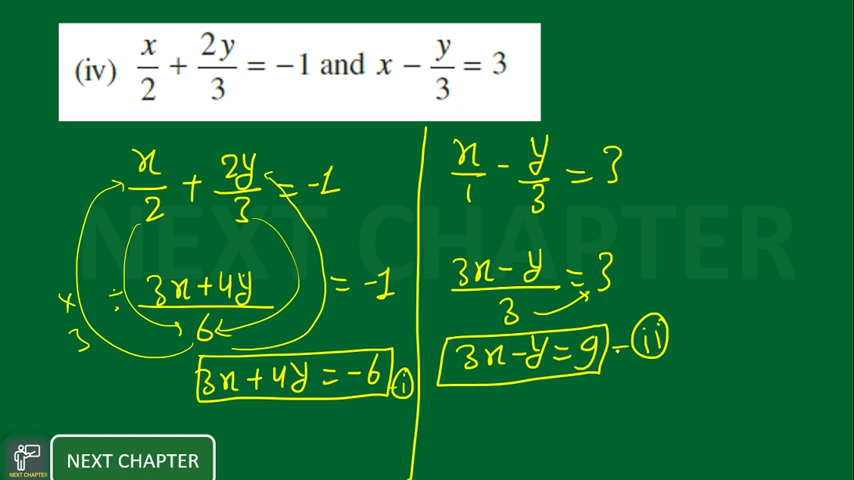 (iv) x/2 + 2y/3 = −1 and x − y/3 = 3
x/2 + 2y/3 = -1
÷ (3x+4y)/6 = -1
× 3
3x+4y = -6 - (i)
x/1 - y/3 = 3
(3x-y)/3 = 3
3x-y = 9 - (ii)
NEXT CHAPTER
NEXT CHAPTER
NEXT CHAPTER